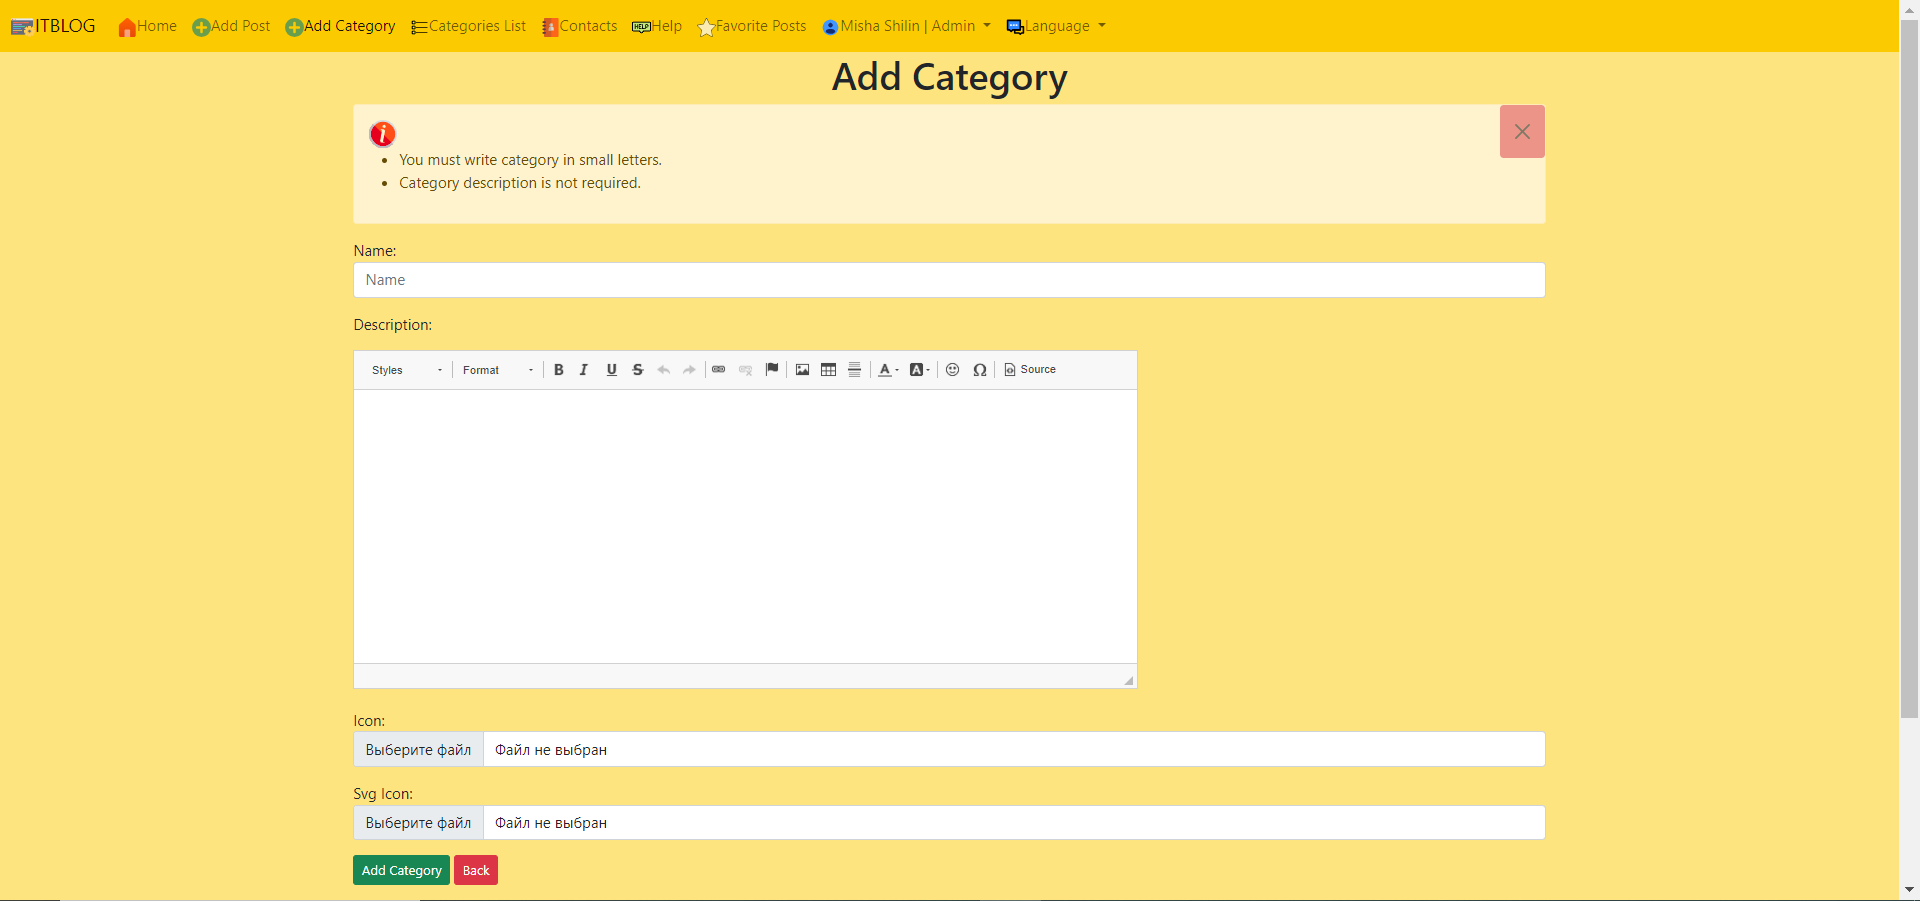 ITBLOG Home Add Post Add Category Categories List Contacts HELP Help Favorite Posts Misha Shilin | Admin Language
Add Category
You must write category in small letters.
Category description is not required.
Name:
Name
Description:
Styles Format B I U S A A Ω Source
Icon:
Выберите файл Файл не выбран
Svg Icon:
Выберите файл Файл не выбран
Add Category Back